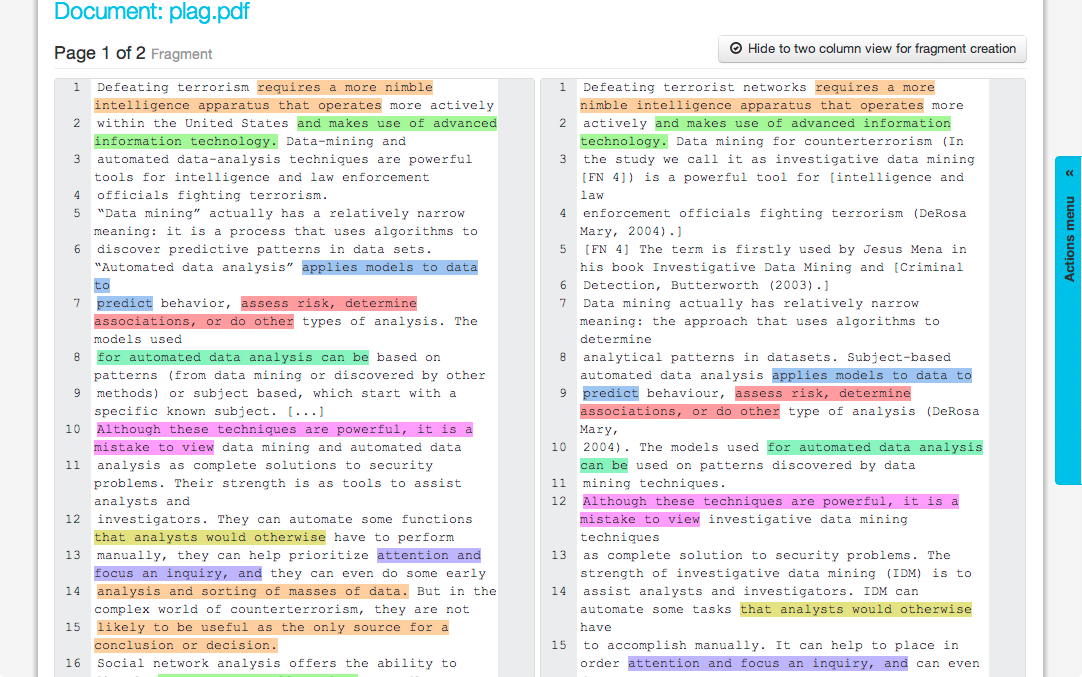 Document: plag.pdf
Page 1 of 2 Fragment
Hide to two column view for fragment creation
1 Defeating terrorism requires a more nimble
intelligence apparatus that operates more actively
2 within the United States and makes use of advanced
information technology. Data-mining and
3 automated data-analysis techniques are powerful
tools for intelligence and law enforcement
4 officials fighting terrorism.
5 “Data mining” actually has a relatively narrow
meaning: it is a process that uses algorithms to
6 discover predictive patterns in data sets.
“Automated data analysis” applies models to data
to
7 predict behavior, assess risk, determine
associations, or do other types of analysis. The
models used
8 for automated data analysis can be based on
patterns (from data mining or discovered by other
9 methods) or subject based, which start with a
specific known subject. [...]
10 Although these techniques are powerful, it is a
mistake to view data mining and automated data
11 analysis as complete solutions to security
problems. Their strength is as tools to assist
analysts and
12 investigators. They can automate some functions
that analysts would otherwise have to perform
13 manually, they can help prioritize attention and
focus an inquiry, and they can even do some early
14 analysis and sorting of masses of data. But in the
complex world of counterterrorism, they are not
15 likely to be useful as the only source for a
conclusion or decision.
16 Social network analysis offers the ability to
1 Defeating terrorist networks requires a more
nimble intelligence apparatus that operates more
2 actively and makes use of advanced information
technology. Data mining for counterterrorism (In
3 the study we call it as investigative data mining
[FN 4]) is a powerful tool for [intelligence and
law
4 enforcement officials fighting terrorism (DeRosa
Mary, 2004).]
5 [FN 4] The term is firstly used by Jesus Mena in
his book Investigative Data Mining and [Criminal
6 Detection, Butterworth (2003).]
7 Data mining actually has relatively narrow
meaning: the approach that uses algorithms to
determine
8 analytical patterns in datasets. Subject-based
automated data analysis applies models to data to
9 predict behaviour, assess risk, determine
associations, or do other type of analysis (DeRosa
Mary,
10 2004). The models used for automated data analysis
can be used on patterns discovered by data
11 mining techniques.
12 Although these techniques are powerful, it is a
mistake to view investigative data mining
techniques
13 as complete solution to security problems. The
strength of investigative data mining (IDM) is to
14 assist analysts and investigators. IDM can
automate some tasks that analysts would otherwise
have
15 to accomplish manually. It can help to place in
order attention and focus an inquiry, and can even
« Actions menu